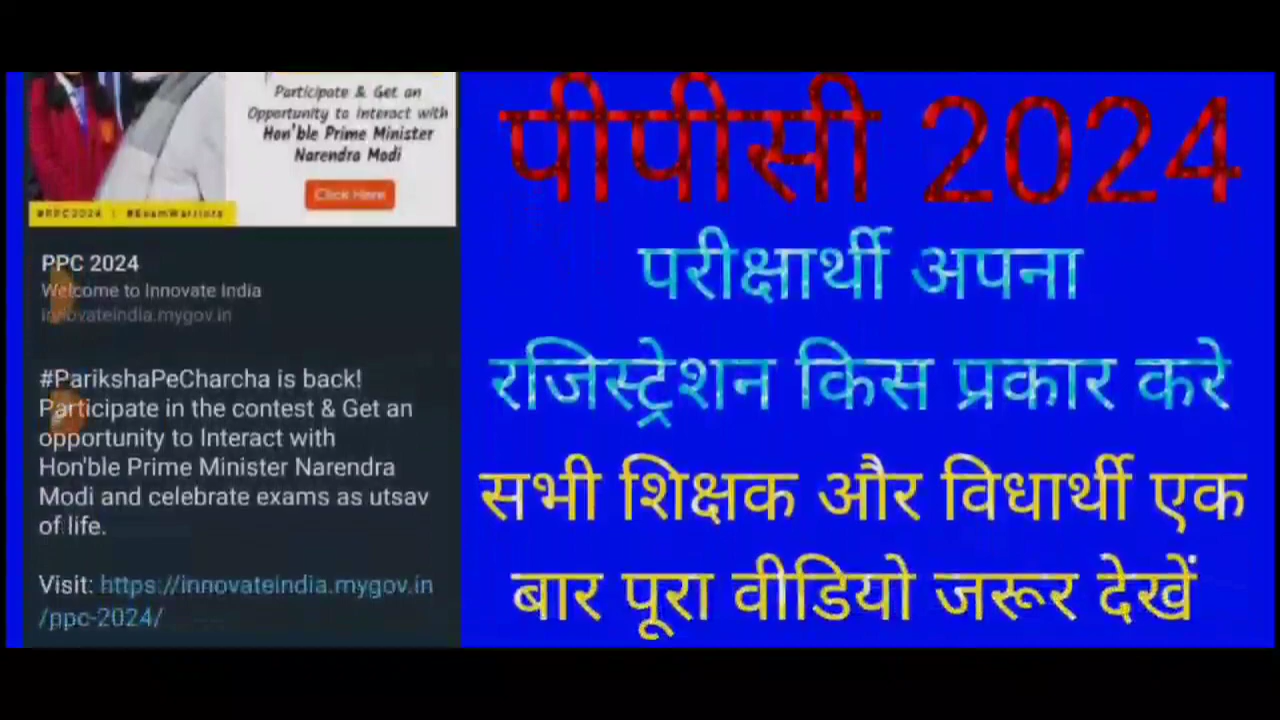 Participate & Get an
Opportunity to Interact with
Hon'ble Prime Minister
Narendra Modi
Click Here
#PPC2024 | #ExamWarriors
PPC 2024
Welcome to Innovate India
innovateindia.mygov.in
#ParikshaPeCharcha is back!
Participate in the contest & Get an
opportunity to Interact with
Hon'ble Prime Minister Narendra
Modi and celebrate exams as utsav
of life.
Visit: https://innovateindia.mygov.in
/ppc-2024/
पीपीसी 2024
परीक्षार्थी अपना
रजिस्ट्रेशन किस प्रकार करे
सभी शिक्षक और विधार्थी एक
बार पूरा वीडियो जरूर देखें